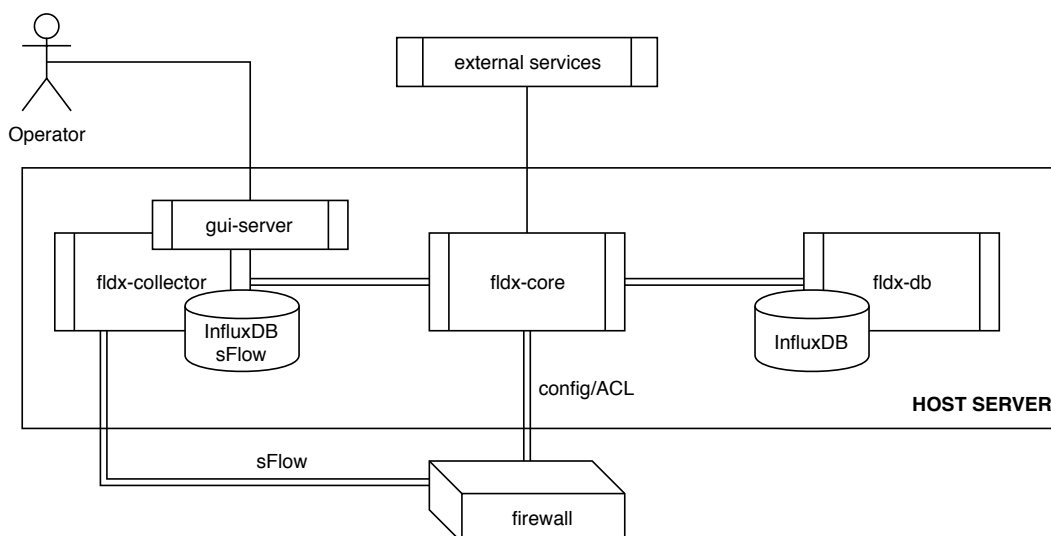 external services
Operator
gui-server
fldx-collector
fldx-core
fldx-db
InfluxDB
sFlow
InfluxDB
config/ACL
HOST SERVER
sFlow
firewall